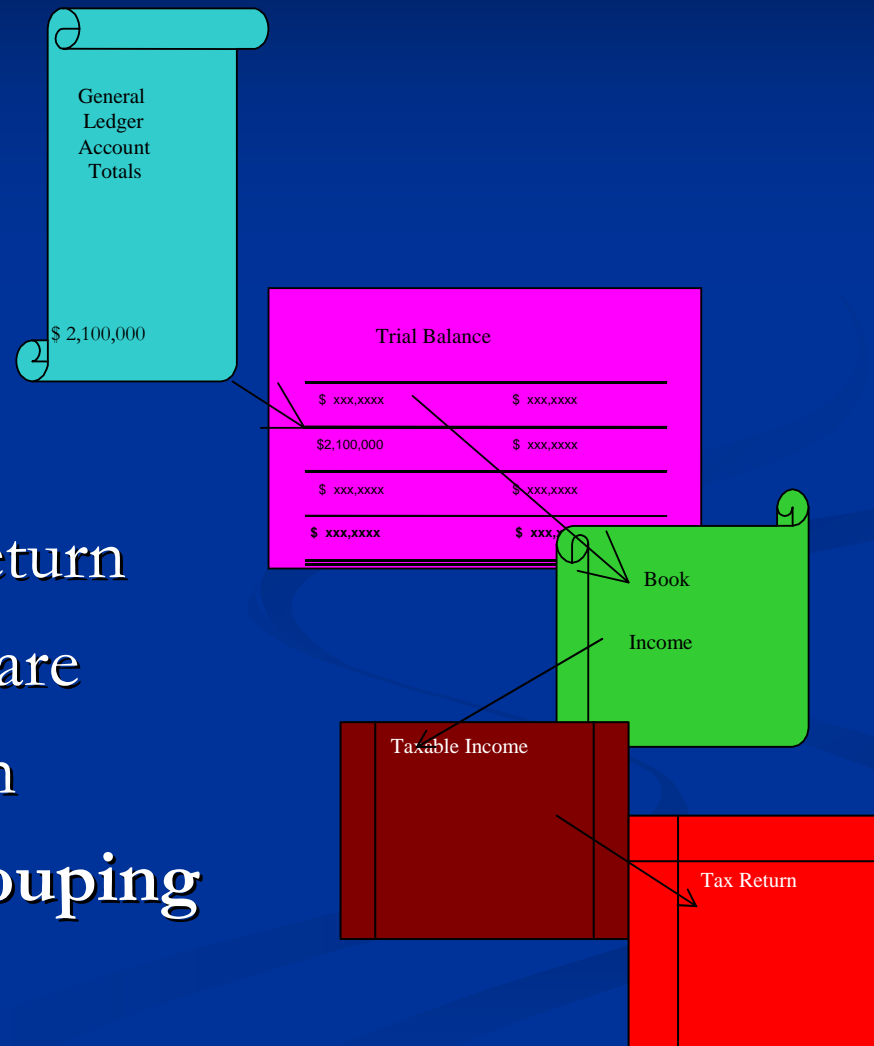 General
Ledger
Account
Totals
$ 2,100,000
Trial Balance
$ xxx,xxxx $ xxx,xxxx
$2,100,000 $ xxx,xxxx
$ xxx,xxxx $ xxx,xxxx
$ xxx,xxxx $ xxx,
Book
Income
Taxable Income
Tax Return
eturn
are
ouping